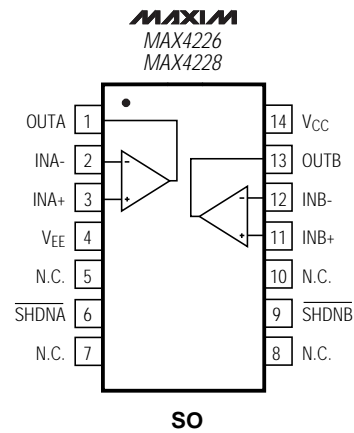 MAXIM
MAX4226
MAX4228
OUTA 1 14 VCC
INA- 2 - 13 OUTB
INA+ 3 + - 12 INB-
VEE 4 + 11 INB+
N.C. 5 10 N.C.
SHDNA 6 9 SHDNB
N.C. 7 8 N.C.
SO